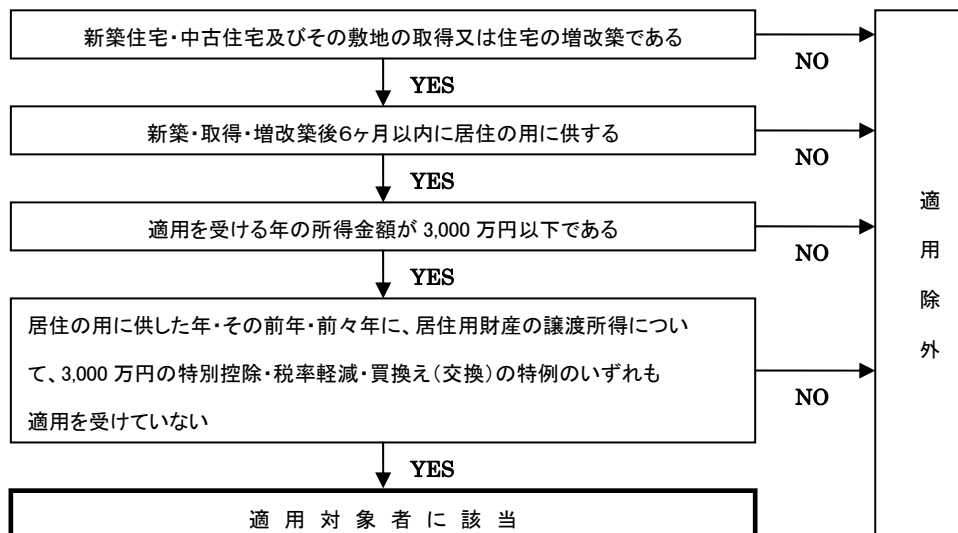 新築住宅・中古住宅及びその敷地の取得又は住宅の増改築である
NO
YES
新築・取得・増改築後6ヶ月以内に居住の用に供する
NO
YES
適用を受ける年の所得金額が 3,000 万円以下である
NO
YES
居住の用に供した年・その前年・前々年に、居住用財産の譲渡所得につい
て、3,000 万円の特別控除・税率軽減・買換え(交換)の特例のいずれも
適用を受けていない
NO
YES
適用対象者に該当
適
用
除
外